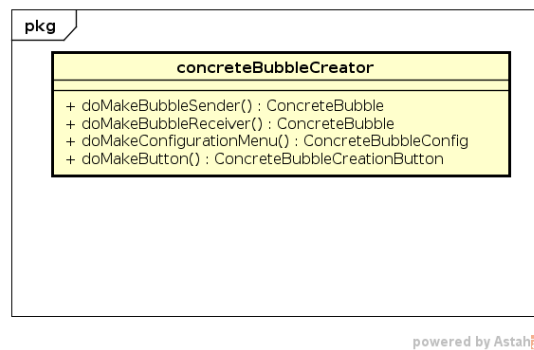 pkg
concreteBubbleCreator
+ doMakeBubbleSender() : ConcreteBubble
+ doMakeBubbleReceiver() : ConcreteBubble
+ doMakeConfigurationMenu() : ConcreteBubbleConfig
+ doMakeButton() : ConcreteBubbleCreationButton
powered by Astah